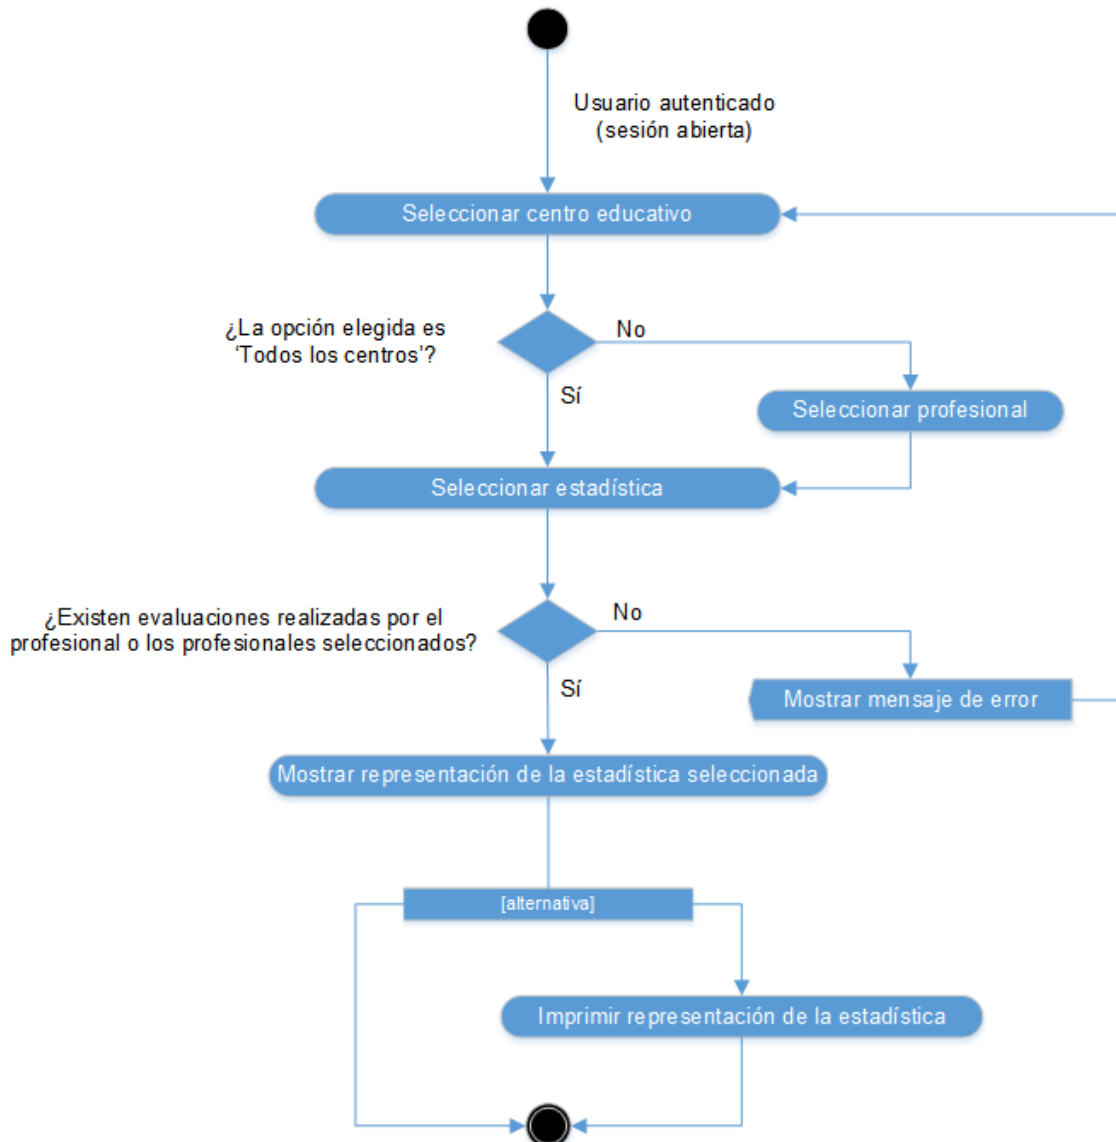 Usuario autenticado
(sesión abierta)
Seleccionar centro educativo
¿La opción elegida es
‘Todos los centros’?
No
Sí
Seleccionar profesional
Seleccionar estadística
¿Existen evaluaciones realizadas por el
profesional o los profesionales seleccionados?
No
Sí
Mostrar mensaje de error
Mostrar representación de la estadística seleccionada
[alternativa]
Imprimir representación de la estadística